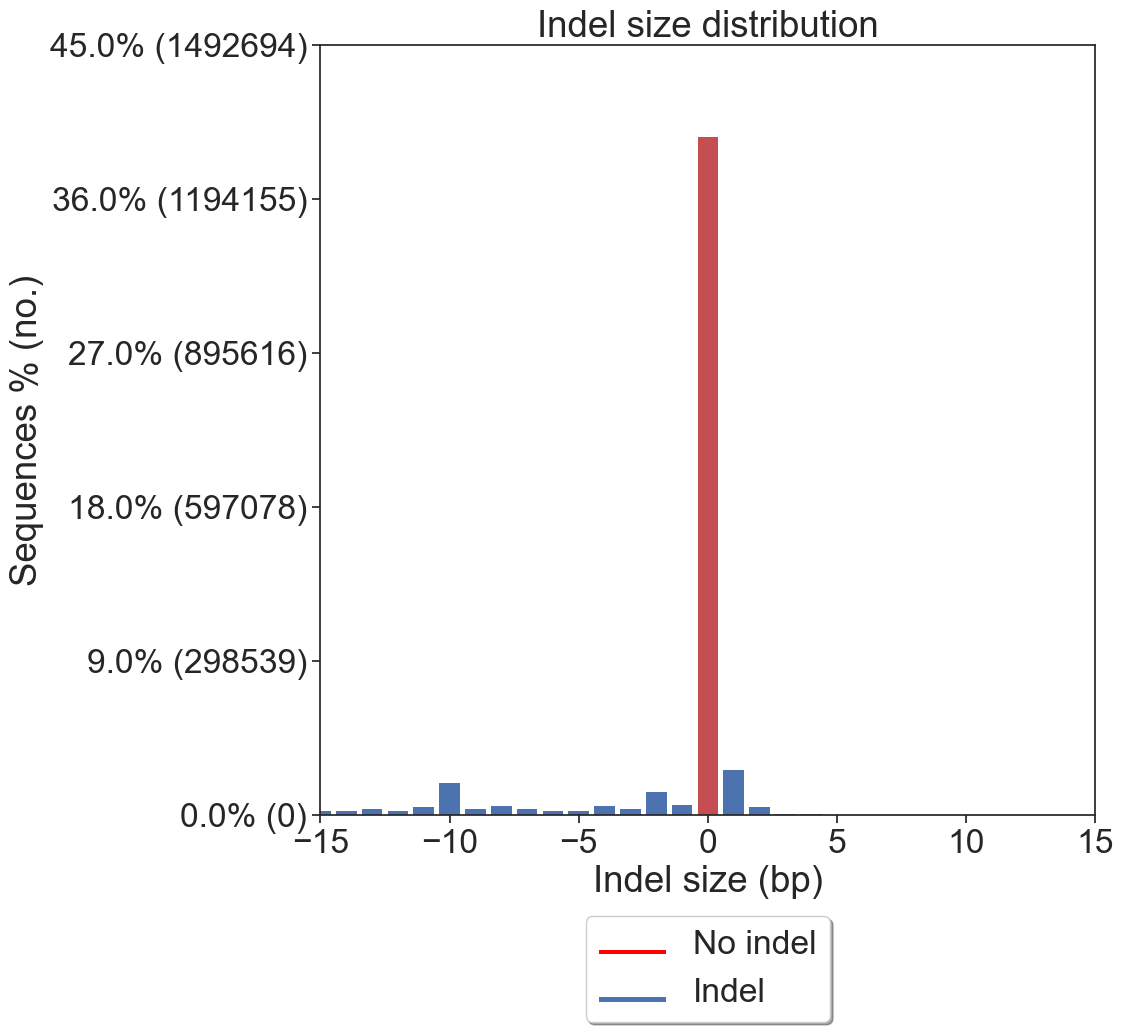 Indel size distribution
45.0% (1492694)
36.0% (1194155)
27.0% (895616)
18.0% (597078)
9.0% (298539)
0.0% (0)
Sequences % (no.)
−15 −10 −5 0 5 10 15
Indel size (bp)
No indel
Indel